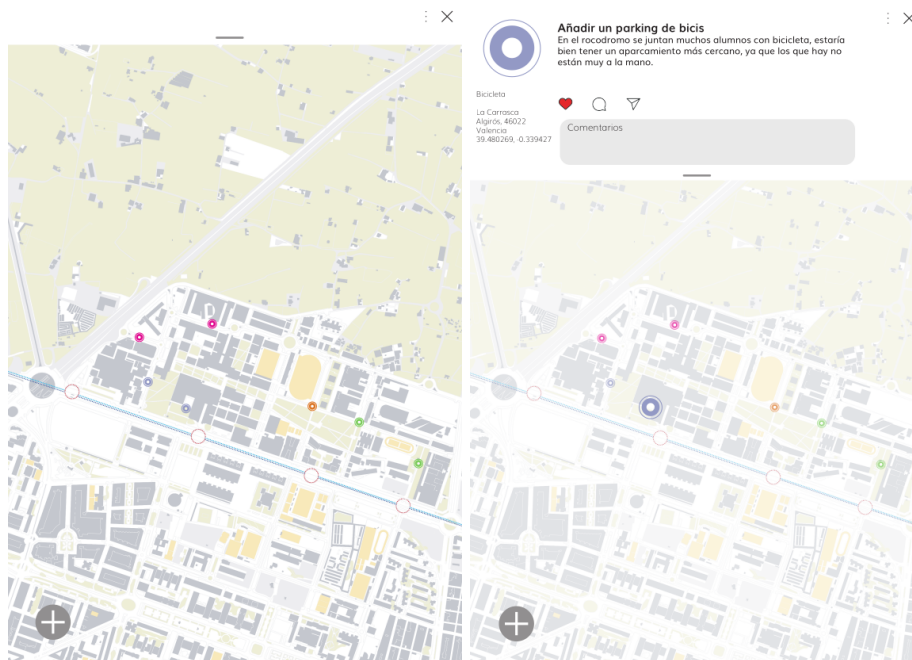 Añadir un parking de bicis
En el rocodromo se juntan muchos alumnos con bicicleta, estaría
bien tener un aparcamiento más cercano, ya que los que hay no
están muy a la mano.
Bicicleta
La Carrasca
Algirós, 46022
Valencia
39.480269, -0.339427
Comentarios